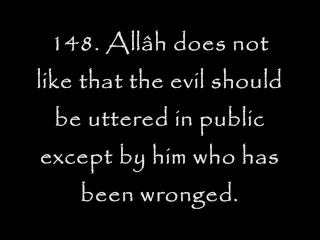 148. Allâh does not
like that the evil should
be uttered in public
except by him who has
been wronged.